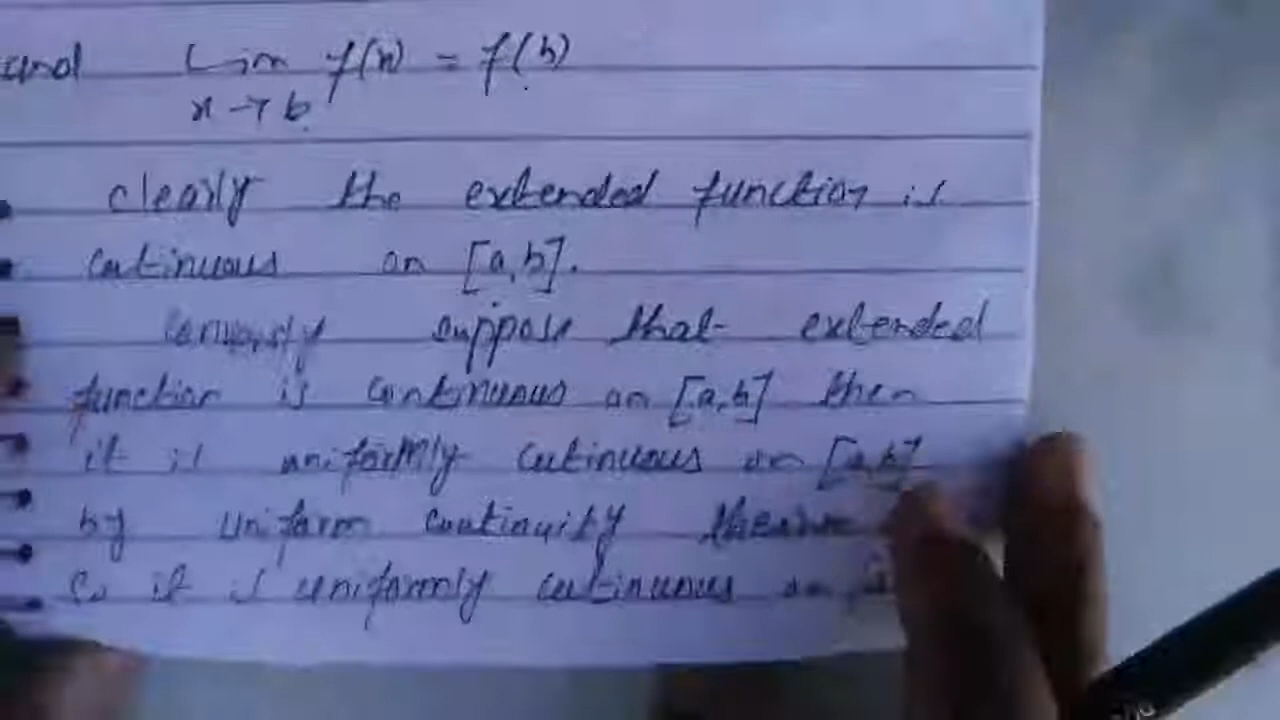 and Lim f(x) = f(b)
x → b
clearly the extended function is
continuous on [a,b].
conversly suppose that extended
function is continuous on [a,b] then
it is uniformly continuous on [a,b]
by uniform continuity
So it is uniformly continuous on